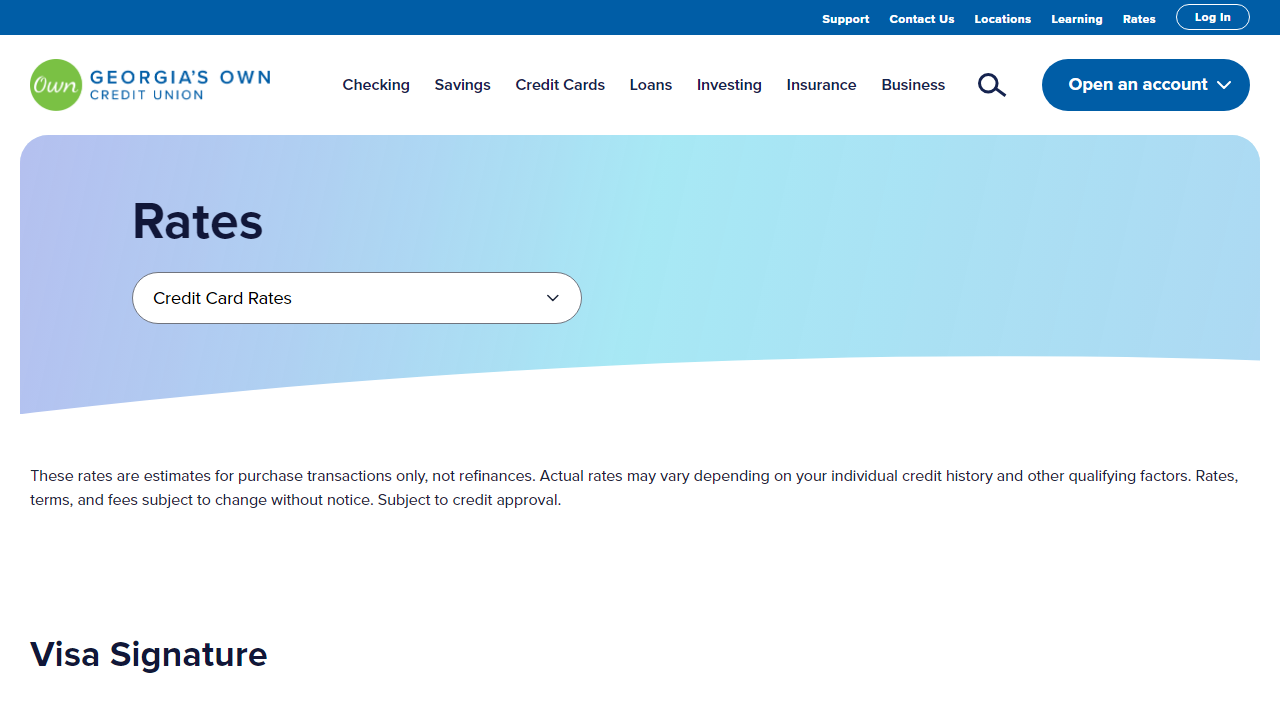 Support Contact Us Locations Learning Rates Log In
Own GEORGIA'S OWN
CREDIT UNION
Checking Savings Credit Cards Loans Investing Insurance Business Open an account
Rates
Credit Card Rates
These rates are estimates for purchase transactions only, not refinances. Actual rates may vary depending on your individual credit history and other qualifying factors. Rates,
terms, and fees subject to change without notice. Subject to credit approval.
Visa Signature